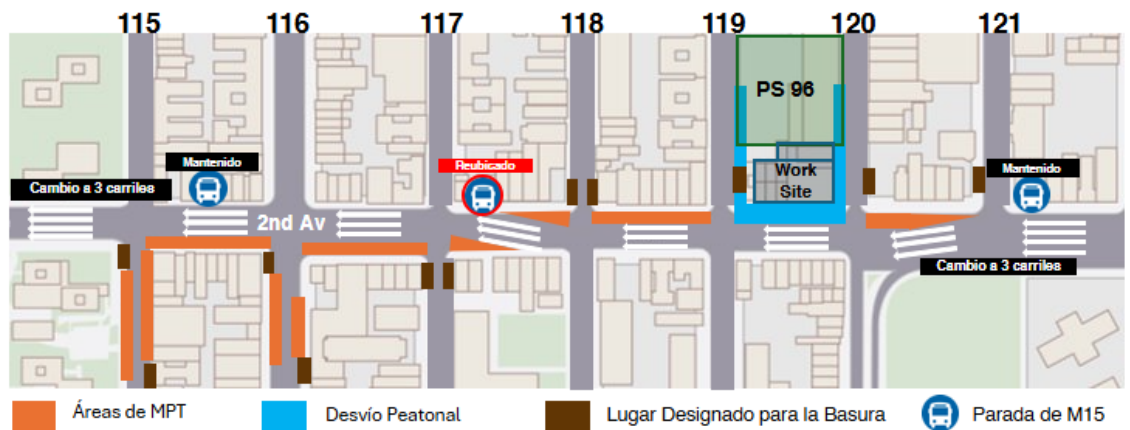 115 116 117 118 119 120 121
PS 96
Mantenido
Reubicado
Mantenido
Work
Site
Cambio a 3 carriles
2nd Av
Cambio a 3 carriles
Áreas de MPT
Desvío Peatonal
Lugar Designado para la Basura
Parada de M15